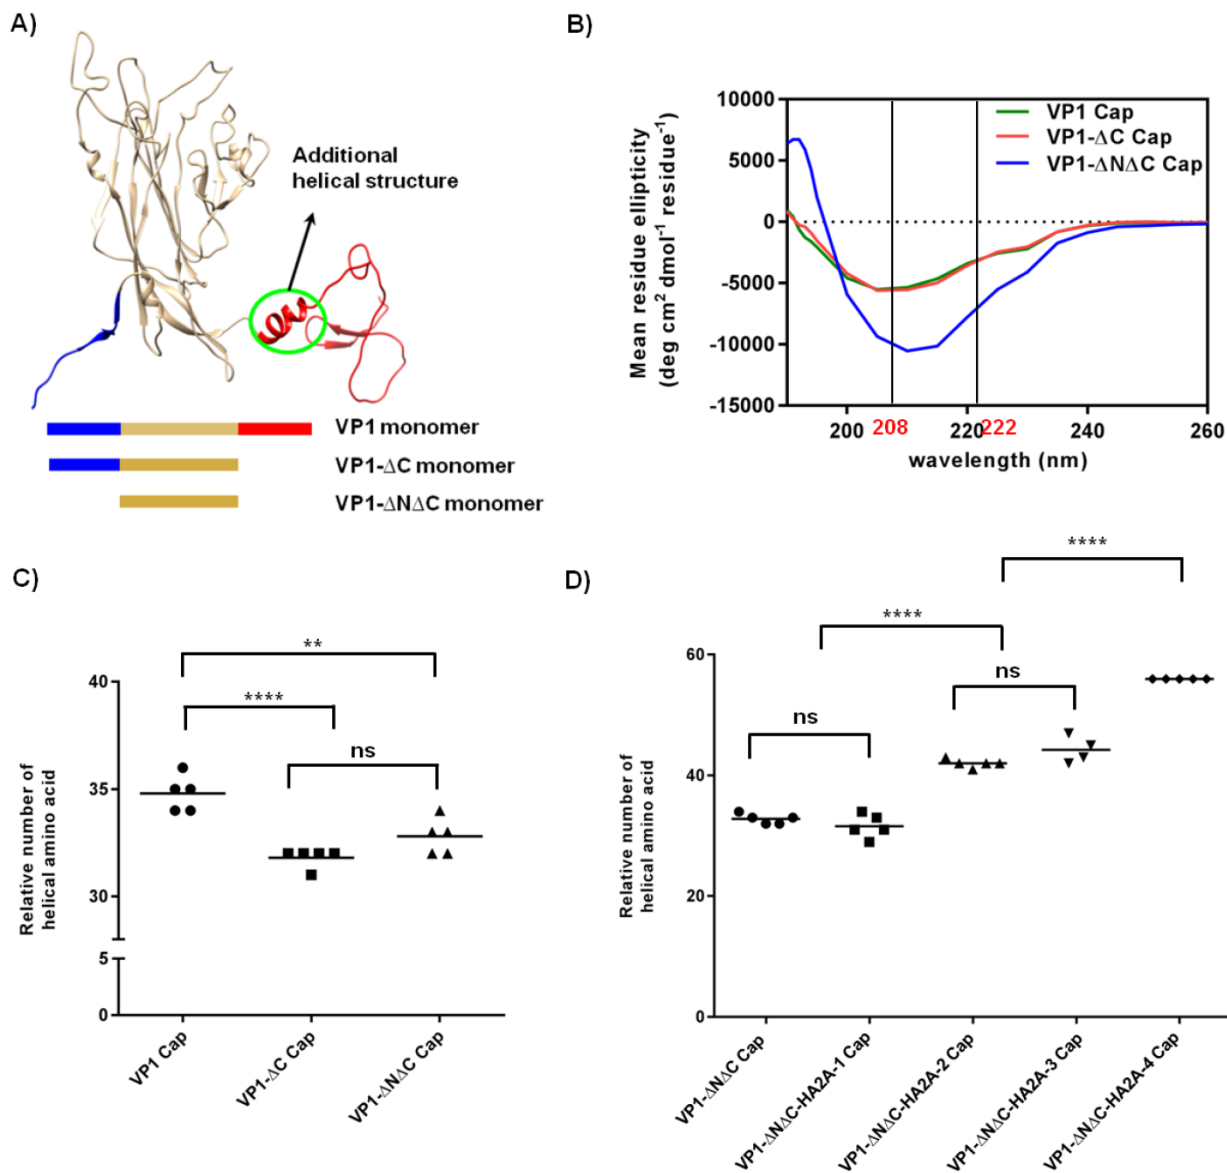 A)
Additional
helical structure
VP1 monomer
VP1-ΔC monomer
VP1-ΔNΔC monomer
B)
10000
5000
0
-5000
-10000
-15000
Mean residue ellipticity
(deg cm² dmol⁻¹ residue⁻¹)
VP1 Cap
VP1-ΔC Cap
VP1-ΔNΔC Cap
200
208
220
222
240
260
wavelength (nm)
C)
**
****
ns
40
35
30
5
0
Relative number of
helical amino acid
VP1 Cap
VP1-ΔC Cap
VP1-ΔNΔC Cap
D)
****
****
ns
ns
60
40
20
0
Relative number of
helical amino acid
VP1-ΔNΔC Cap
VP1-ΔNΔC-HA2A-1 Cap
VP1-ΔNΔC-HA2A-2 Cap
VP1-ΔNΔC-HA2A-3 Cap
VP1-ΔNΔC-HA2A-4 Cap